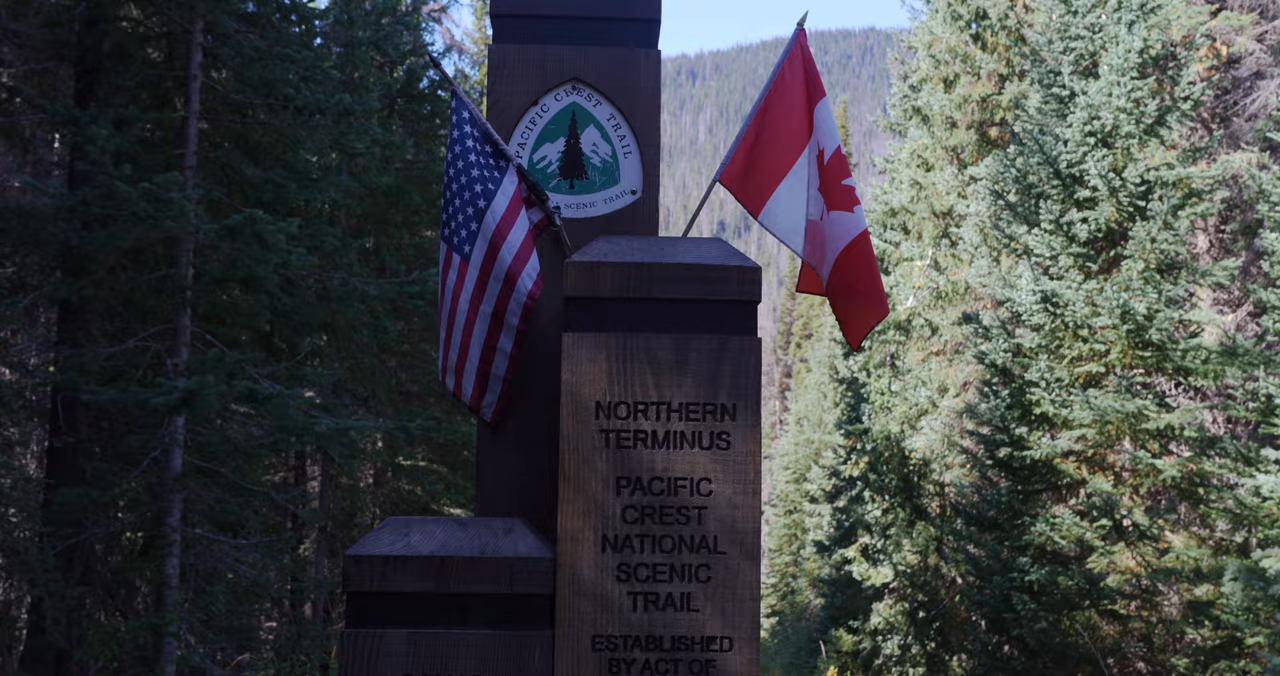 PACIFIC CREST TRAIL
SCENIC TRAIL
NORTHERN
TERMINUS
PACIFIC
CREST
NATIONAL
SCENIC
TRAIL
ESTABLISHED
BY ACT OF